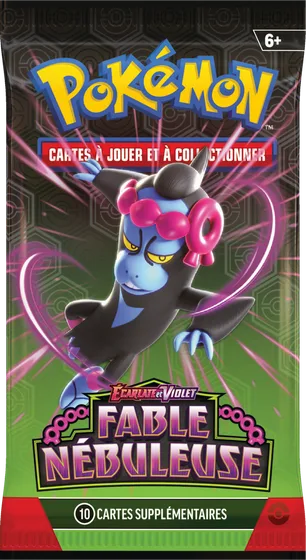 6+
POKÉMON
CARTES À JOUER ET À COLLECTIONNER
ÉCARLATE ET VIOLET
FABLE
NÉBULEUSE
10 CARTES SUPPLÉMENTAIRES